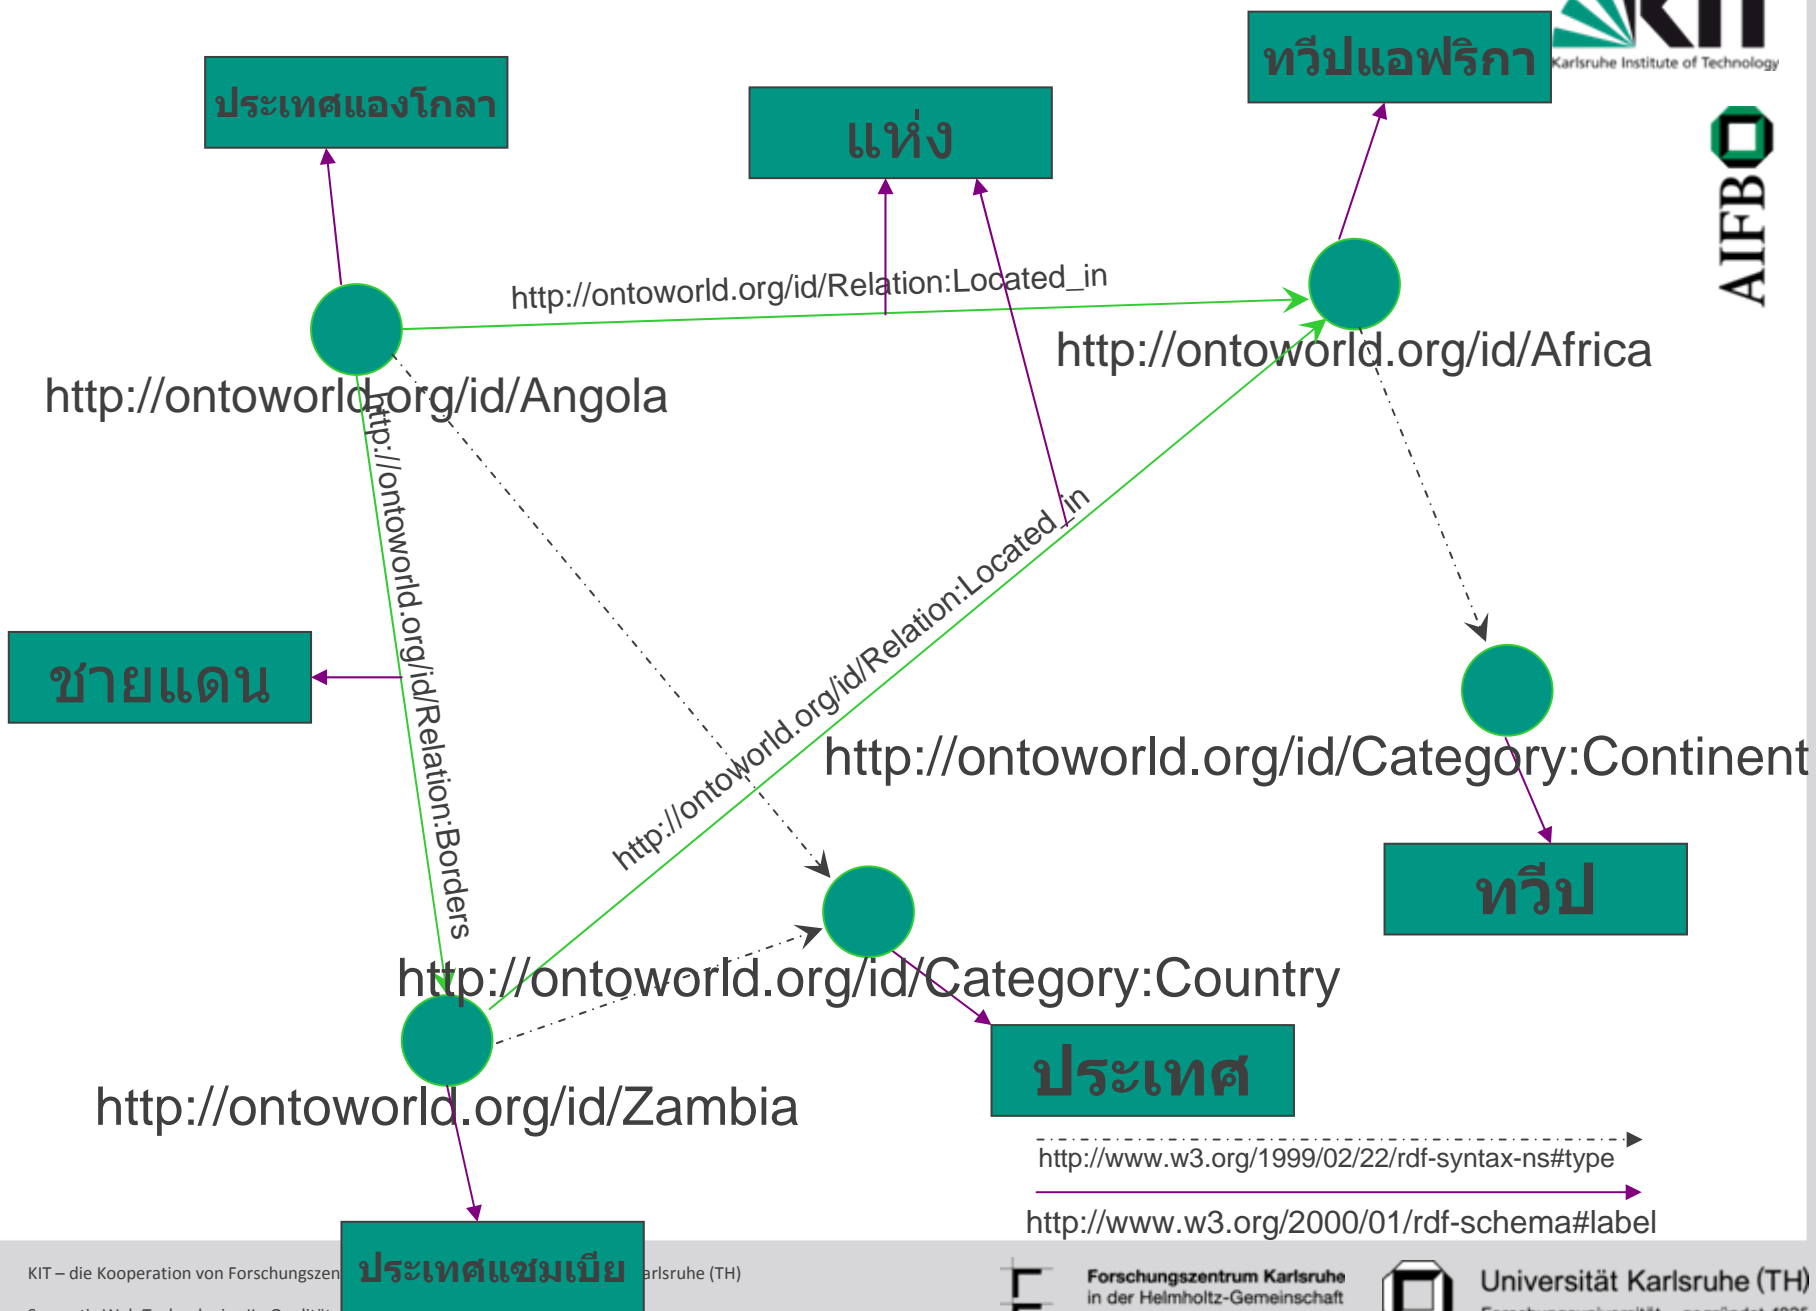 Karlsruhe Institute of Technology
AIFB
ประเทศแองโกลา
แห่ง
ทวีปแอฟริกา
http://ontoworld.org/id/Relation:Located_in
http://ontoworld.org/id/Africa
http://ontoworld.org/id/Angola
http://ontoworld.org/id/Relation:Borders
http://ontoworld.org/id/Relation:Located_in
ชายแดน
http://ontoworld.org/id/Category:Continent
ทวีป
http://ontoworld.org/id/Category:Country
ประเทศ
http://ontoworld.org/id/Zambia
http://www.w3.org/1999/02/22/rdf-syntax-ns#type
http://www.w3.org/2000/01/rdf-schema#label
ประเทศแซมเบีย
KIT – die Kooperation von
(TH)
Forschungszentrum Karlsruhe
in der Helmholtz-Gemeinschaft
Universität Karlsruhe (TH)